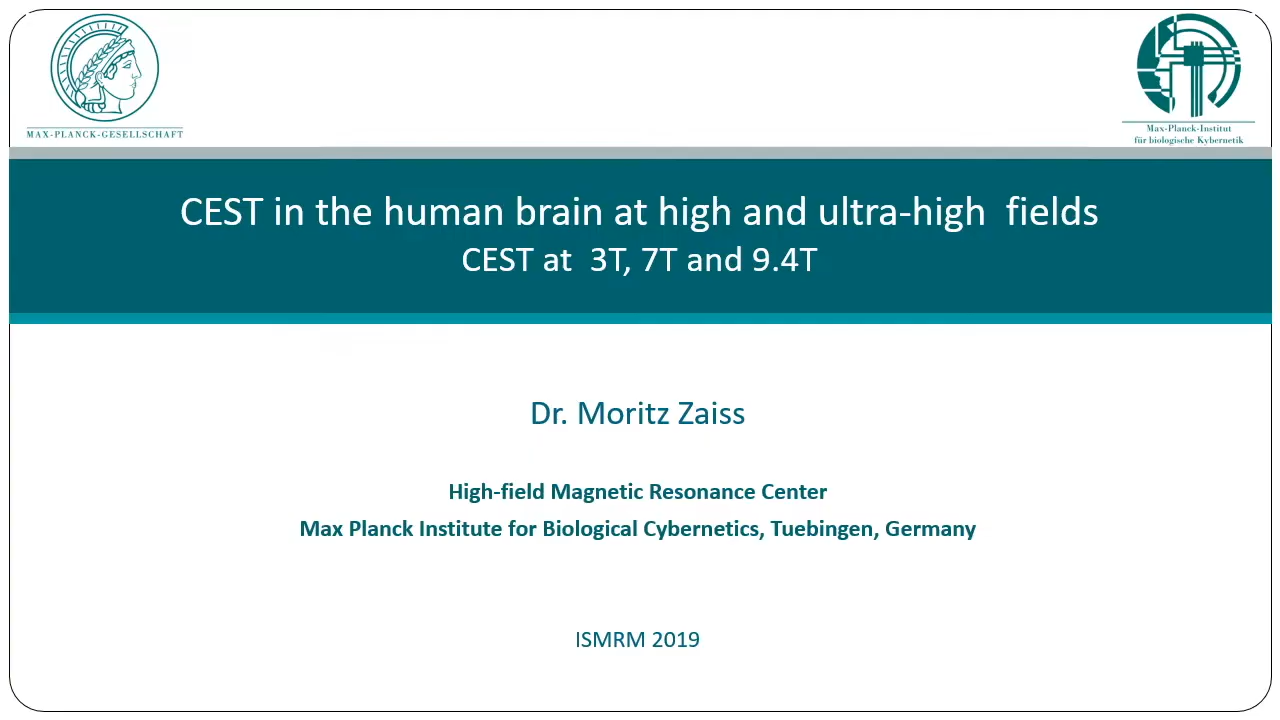 MAX-PLANCK-GESELLSCHAFT
Max-Planck-Institut
für biologische Kybernetik
CEST in the human brain at high and ultra-high fields
CEST at 3T, 7T and 9.4T
Dr. Moritz Zaiss
High-field Magnetic Resonance Center
Max Planck Institute for Biological Cybernetics, Tuebingen, Germany
ISMRM 2019